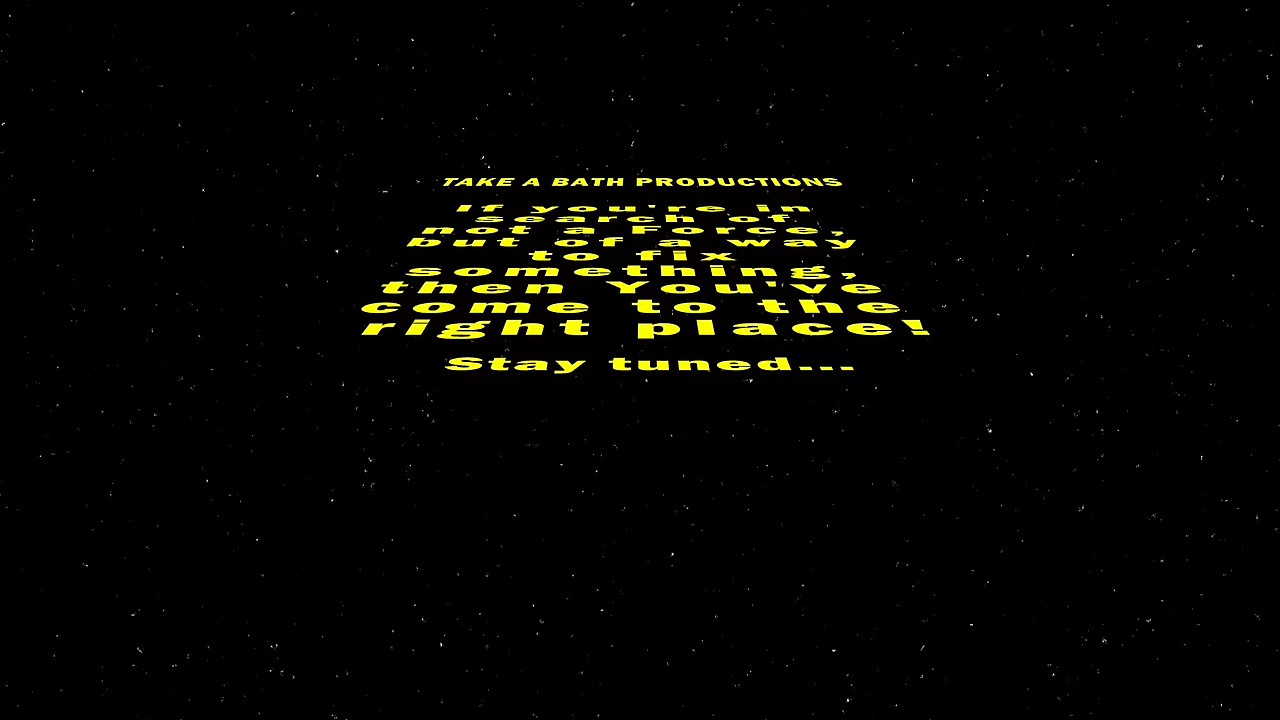 TAKE A BATH PRODUCTIONS
If you're in
search of
not a Force,
but of a way
to fix
something,
then You've
come to the
right place!
Stay tuned...